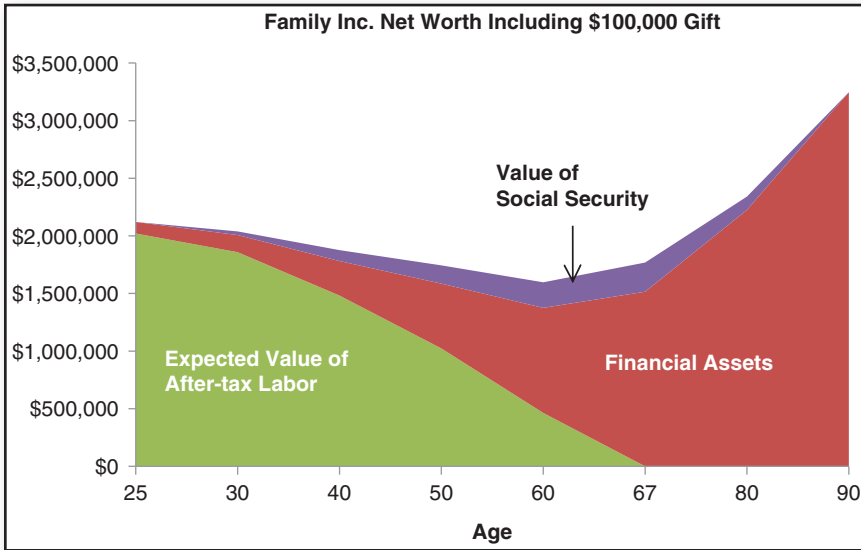 Family Inc. Net Worth Including $100,000 Gift
$3,500,000
$3,000,000
$2,500,000
$2,000,000
$1,500,000
$1,000,000
$500,000
$0
Value of
Social Security
Expected Value of
After-tax Labor
Financial Assets
25 30 40 50 60 67 80 90
Age